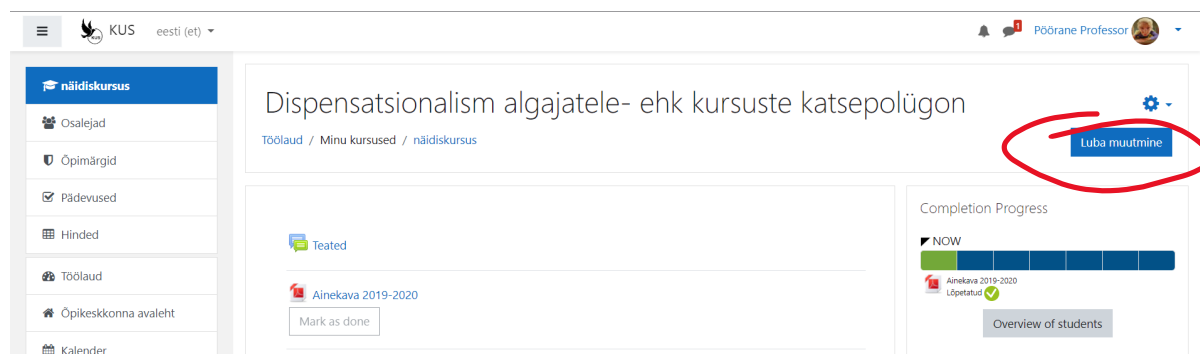 KUS eesti (et)
1 Pöörane Professor
näidiskursus
Osalejad
Õpimärgid
Pädevused
Hinded
Töölaud
Õpikeskkonna avaleht
Kalender
Dispensatsionalism algajatele- ehk kursuste katsepolügon
Töölaud / Minu kursused / näidiskursus
Luba muutmine
Teated
Ainekava 2019-2020
Mark as done
Completion Progress
NOW
Ainekava 2019-2020
Lõpetatud
Overview of students